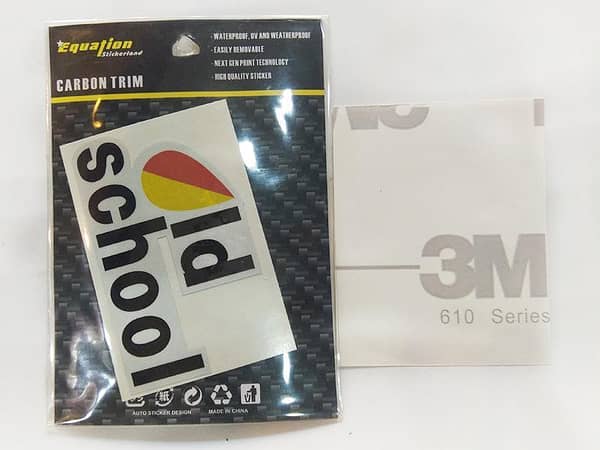 Equation
Stickerland
CARBON TRIM
· WATERPROOF, UV AND WEATHERPROOF
· EASILY REMOVABLE
· NEXT GEN PRINT TECHNOLOGY
· HIGH QUALITY STICKER
ld
school
AUTO STICKER DESIGN
MADE IN CHINA
3M
610 Series